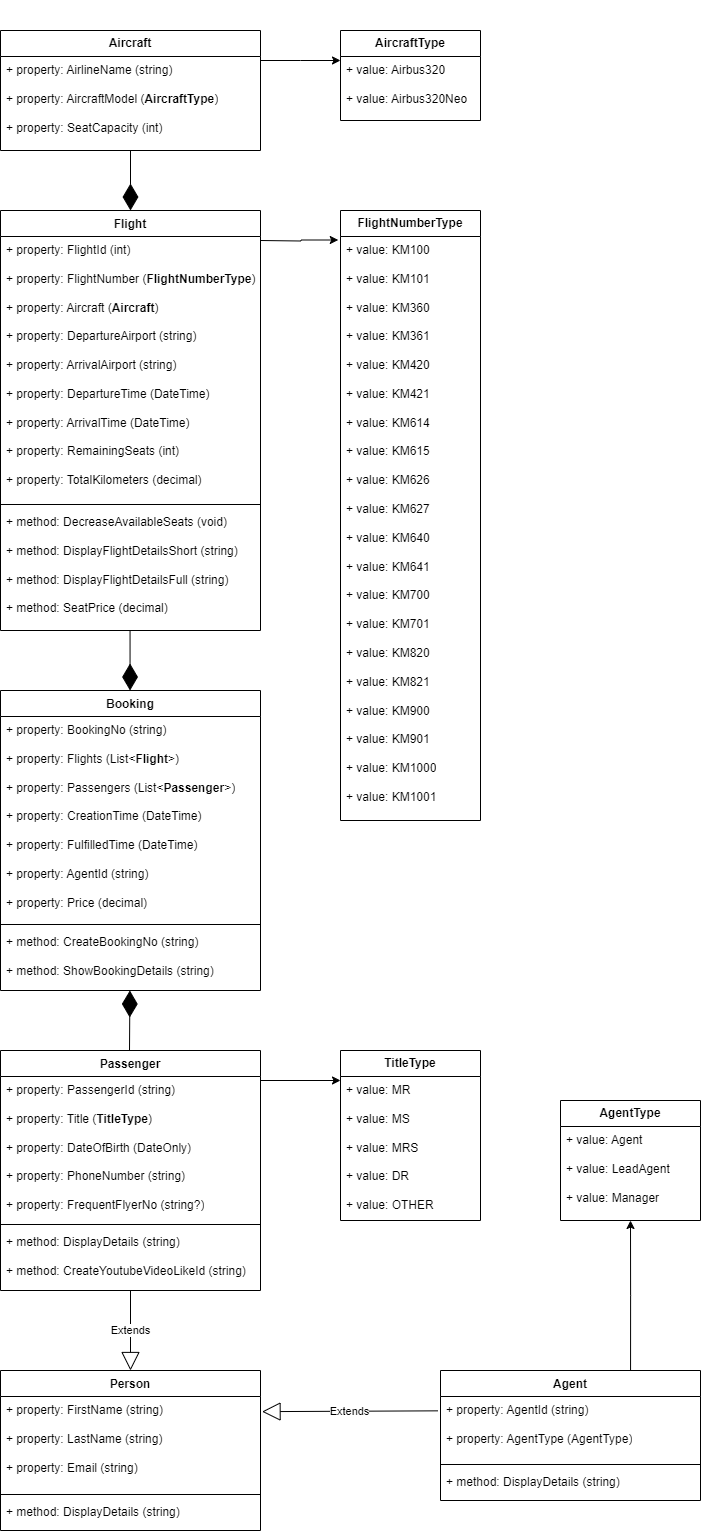 Aircraft
+ property: AirlineName (string)
+ property: AircraftModel (AircraftType)
+ property: SeatCapacity (int)
AircraftType
+ value: Airbus320
+ value: Airbus320Neo
Flight
+ property: FlightId (int)
+ property: FlightNumber (FlightNumberType)
+ property: Aircraft (Aircraft)
+ property: DepartureAirport (string)
+ property: ArrivalAirport (string)
+ property: DepartureTime (DateTime)
+ property: ArrivalTime (DateTime)
+ property: RemainingSeats (int)
+ property: TotalKilometers (decimal)
+ method: DecreaseAvailableSeats (void)
+ method: DisplayFlightDetailsShort (string)
+ method: DisplayFlightDetailsFull (string)
+ method: SeatPrice (decimal)
FlightNumberType
+ value: KM100
+ value: KM101
+ value: KM360
+ value: KM361
+ value: KM420
+ value: KM421
+ value: KM614
+ value: KM615
+ value: KM626
+ value: KM627
+ value: KM640
+ value: KM641
+ value: KM700
+ value: KM701
+ value: KM820
+ value: KM821
+ value: KM900
+ value: KM901
+ value: KM1000
+ value: KM1001
Booking
+ property: BookingNo (string)
+ property: Flights (List<Flight>)
+ property: Passengers (List<Passenger>)
+ property: CreationTime (DateTime)
+ property: FulfilledTime (DateTime)
+ property: AgentId (string)
+ property: Price (decimal)
+ method: CreateBookingNo (string)
+ method: ShowBookingDetails (string)
Passenger
+ property: PassengerId (string)
+ property: Title (TitleType)
+ property: DateOfBirth (DateOnly)
+ property: PhoneNumber (string)
+ property: FrequentFlyerNo (string?)
+ method: DisplayDetails (string)
+ method: CreateYoutubeVideoLikeId (string)
TitleType
+ value: MR
+ value: MS
+ value: MRS
+ value: DR
+ value: OTHER
AgentType
+ value: Agent
+ value: LeadAgent
+ value: Manager
Extends
Person
+ property: FirstName (string)
+ property: LastName (string)
+ property: Email (string)
+ method: DisplayDetails (string)
Extends
Agent
+ property: AgentId (string)
+ property: AgentType (AgentType)
+ method: DisplayDetails (string)